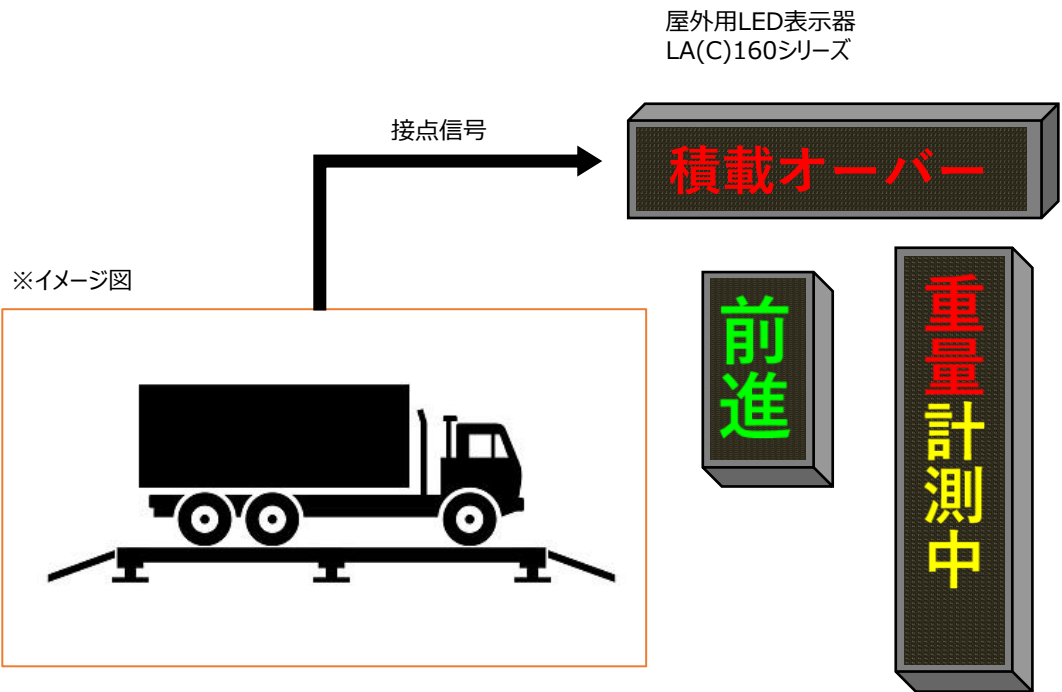 屋外用LED表示器
LA(C)160シリーズ
接点信号
積載オーバー
※イメージ図
前進
重量計測中